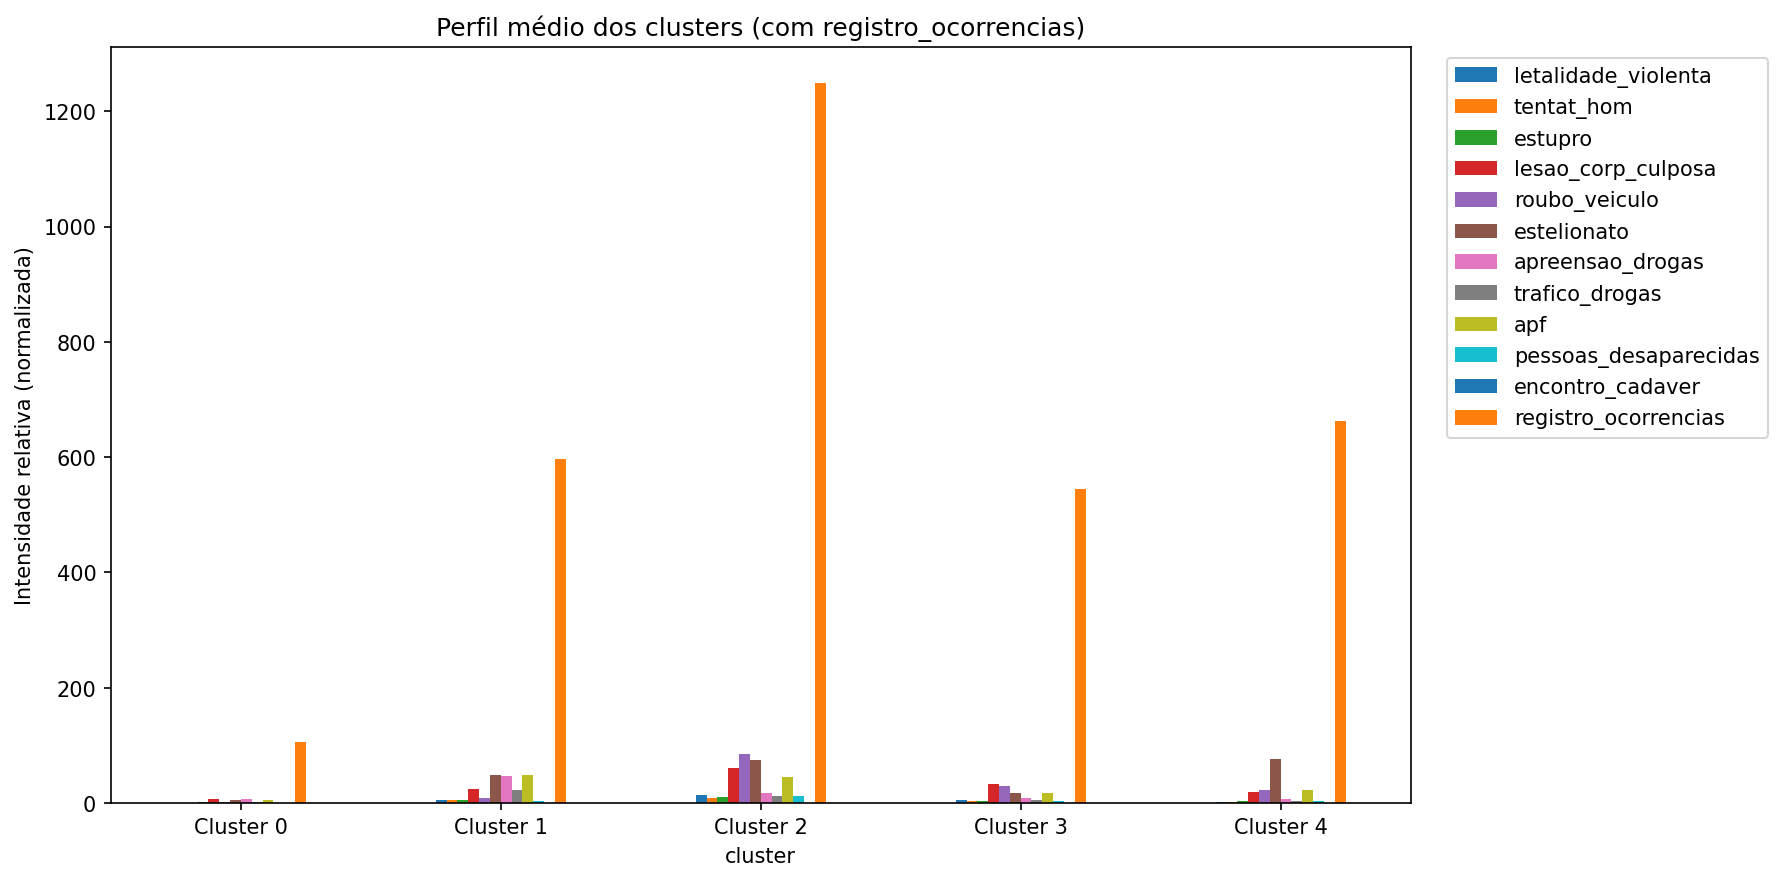 Perfil médio dos clusters (com registro_ocorrencias)
Intensidade relativa (normalizada)
1200
1000
800
600
400
200
0
Cluster 0
Cluster 1
Cluster 2
Cluster 3
Cluster 4
cluster
letalidade_violenta
tentat_hom
estupro
lesao_corp_culposa
roubo_veiculo
estelionato
apreensao_drogas
trafico_drogas
apf
pessoas_desaparecidas
encontro_cadaver
registro_ocorrencias